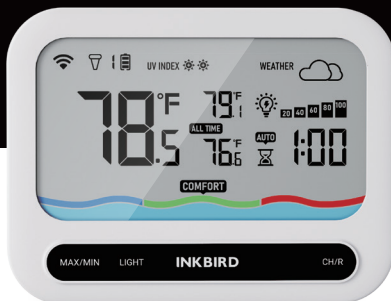 1 UV INDEX WEATHER
78.5 °F
79.1 °F
ALL TIME
76.6 °F
20 40 60 80 100
AUTO
1:00
COMFORT
MAX/MIN LIGHT INKBIRD CH/R